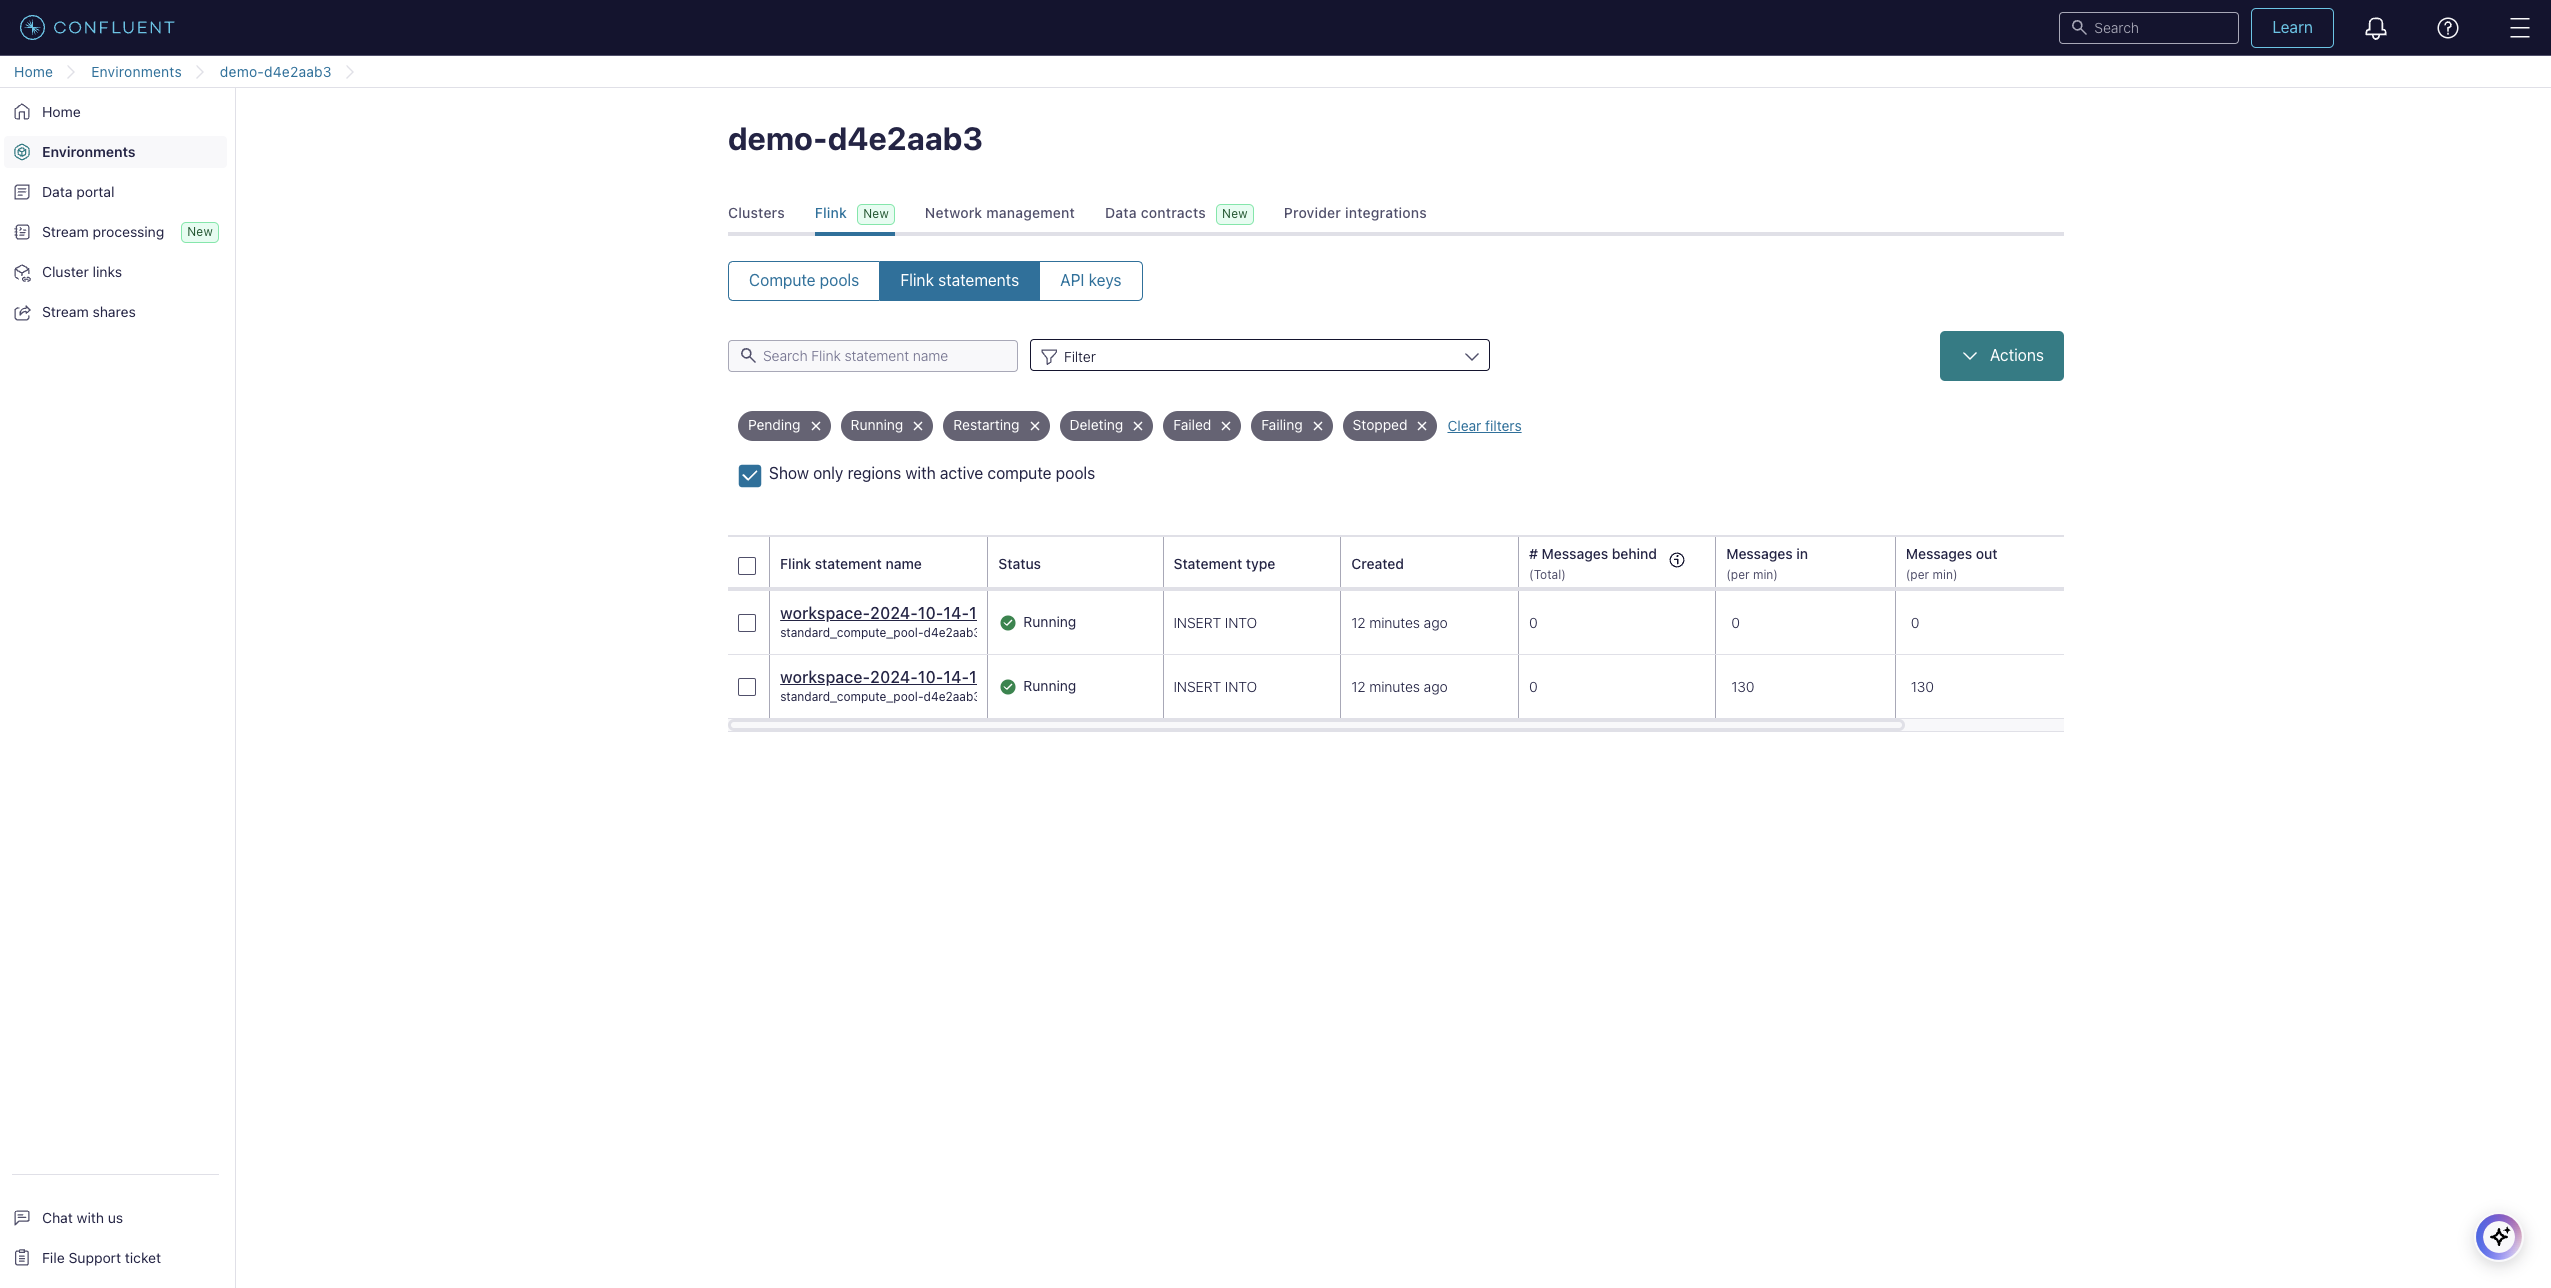 CONFLUENT
Search
Learn
Home
Environments
demo-d4e2aab3
Home
Environments
Data portal
Stream processing New
Cluster links
Stream shares
demo-d4e2aab3
Clusters
Flink New
Network management
Data contracts New
Provider integrations
Compute pools
Flink statements
API keys
Search Flink statement name
Filter
Actions
Pending
Running
Restarting
Deleting
Failed
Failing
Stopped
Clear filters
Show only regions with active compute pools
Flink statement name
Status
Statement type
Created
# Messages behind
(Total)
Messages in
(per min)
Messages out
(per min)
workspace-2024-10-14-1
standard_compute_pool-d4e2aab3
Running
INSERT INTO
12 minutes ago
0
0
0
workspace-2024-10-14-1
standard_compute_pool-d4e2aab3
Running
INSERT INTO
12 minutes ago
0
130
130
Chat with us
File Support ticket